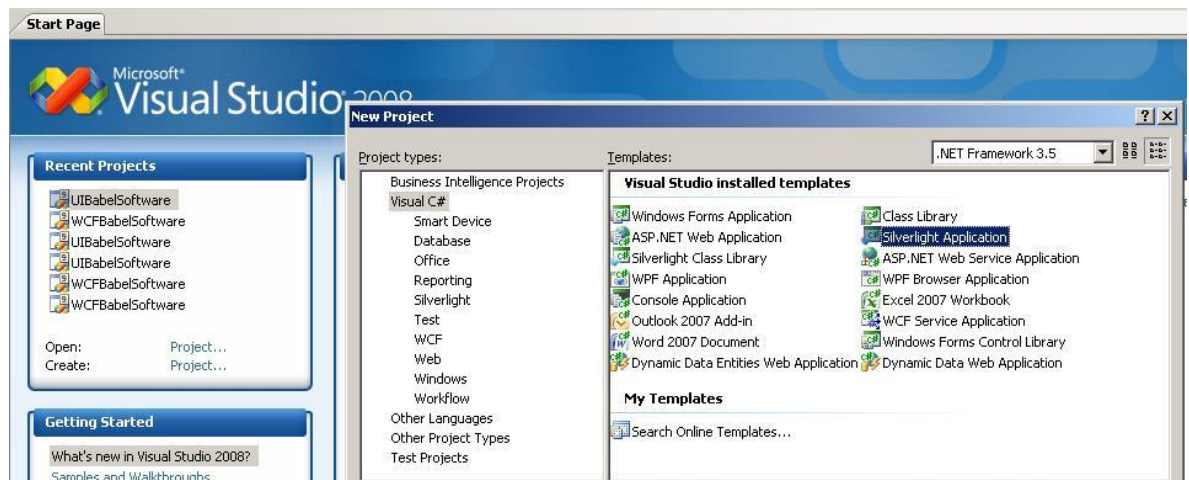 Start Page
Microsoft®
Visual Studio 2008
New Project
Recent Projects
UIBabelSoftware
WCFBabelSoftware
UIBabelSoftware
UIBabelSoftware
WCFBabelSoftware
WCFBabelSoftware
Open: Project...
Create: Project...
Getting Started
What's new in Visual Studio 2008?
Samples and Walkthroughs
Project types:
Business Intelligence Projects
Visual C#
Smart Device
Database
Office
Reporting
Silverlight
Test
WCF
Web
Windows
Workflow
Other Languages
Other Project Types
Test Projects
Templates:
.NET Framework 3.5
Visual Studio installed templates
Windows Forms Application
Class Library
ASP.NET Web Application
Silverlight Application
Silverlight Class Library
ASP.NET Web Service Application
WPF Application
WPF Browser Application
Console Application
Excel 2007 Workbook
Outlook 2007 Add-in
WCF Service Application
Word 2007 Document
Windows Forms Control Library
Dynamic Data Entities Web Application
Dynamic Data Web Application
My Templates
Search Online Templates...